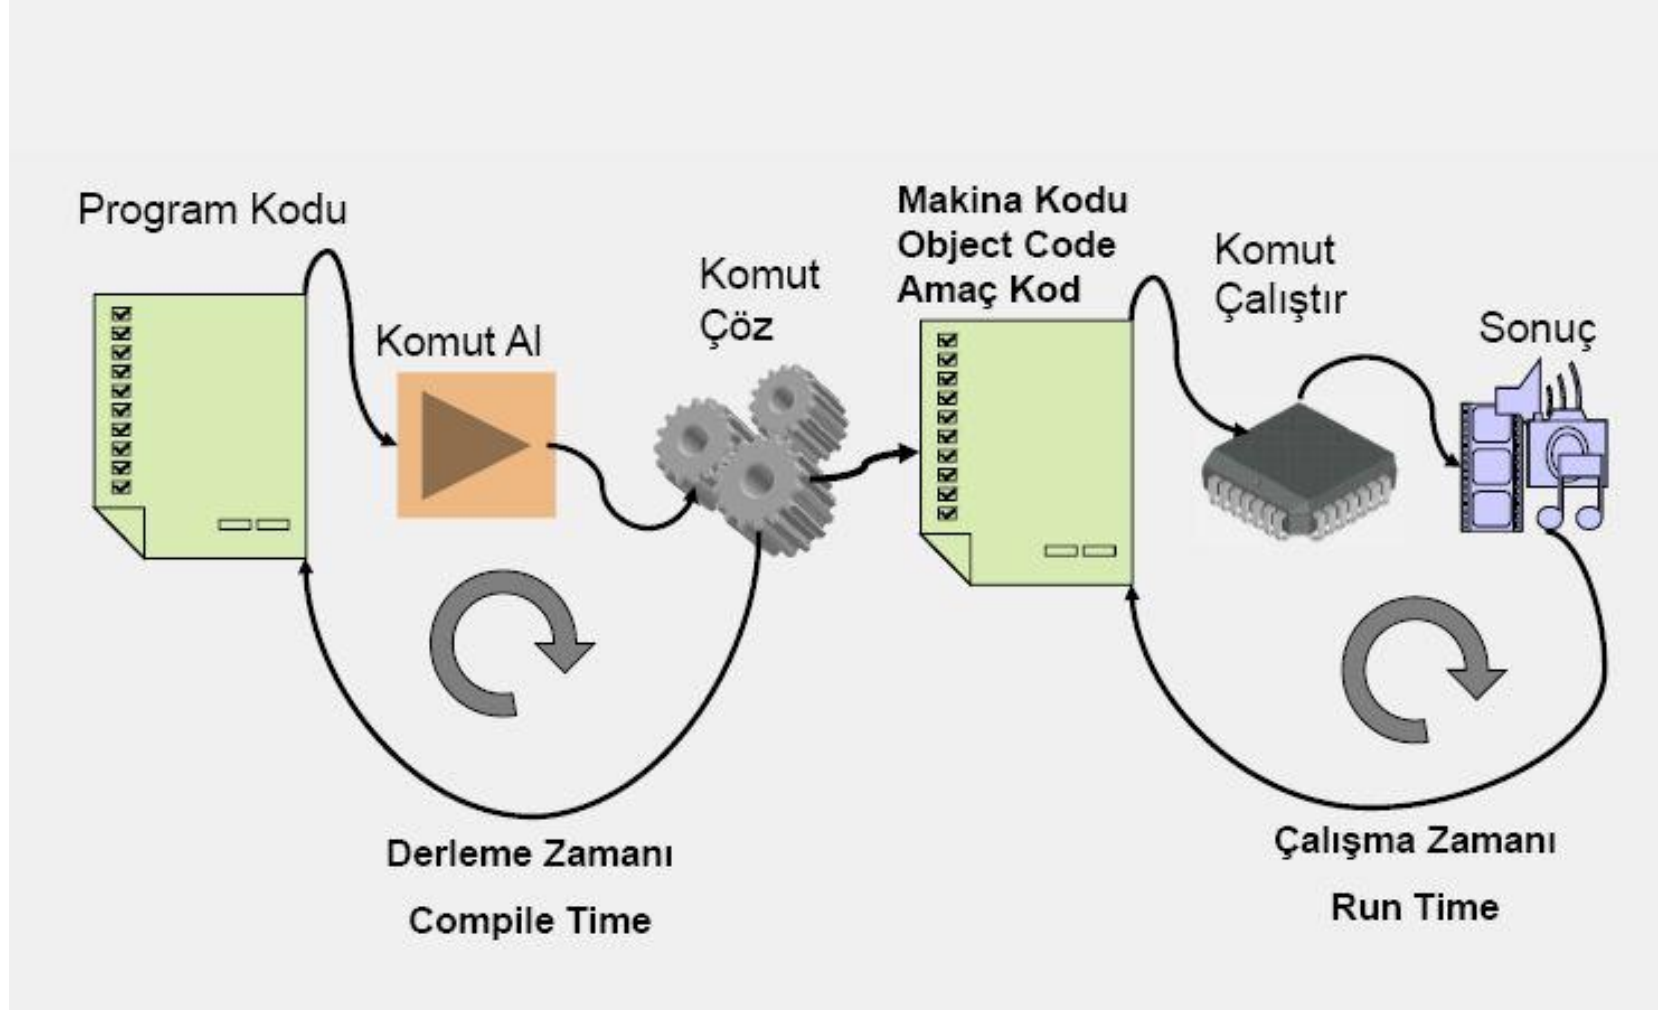 Program Kodu
Komut Al
Komut
Çöz
Makina Kodu
Object Code
Amaç Kod
Komut
Çalıştır
Sonuç
Derleme Zamanı
Compile Time
Çalışma Zamanı
Run Time